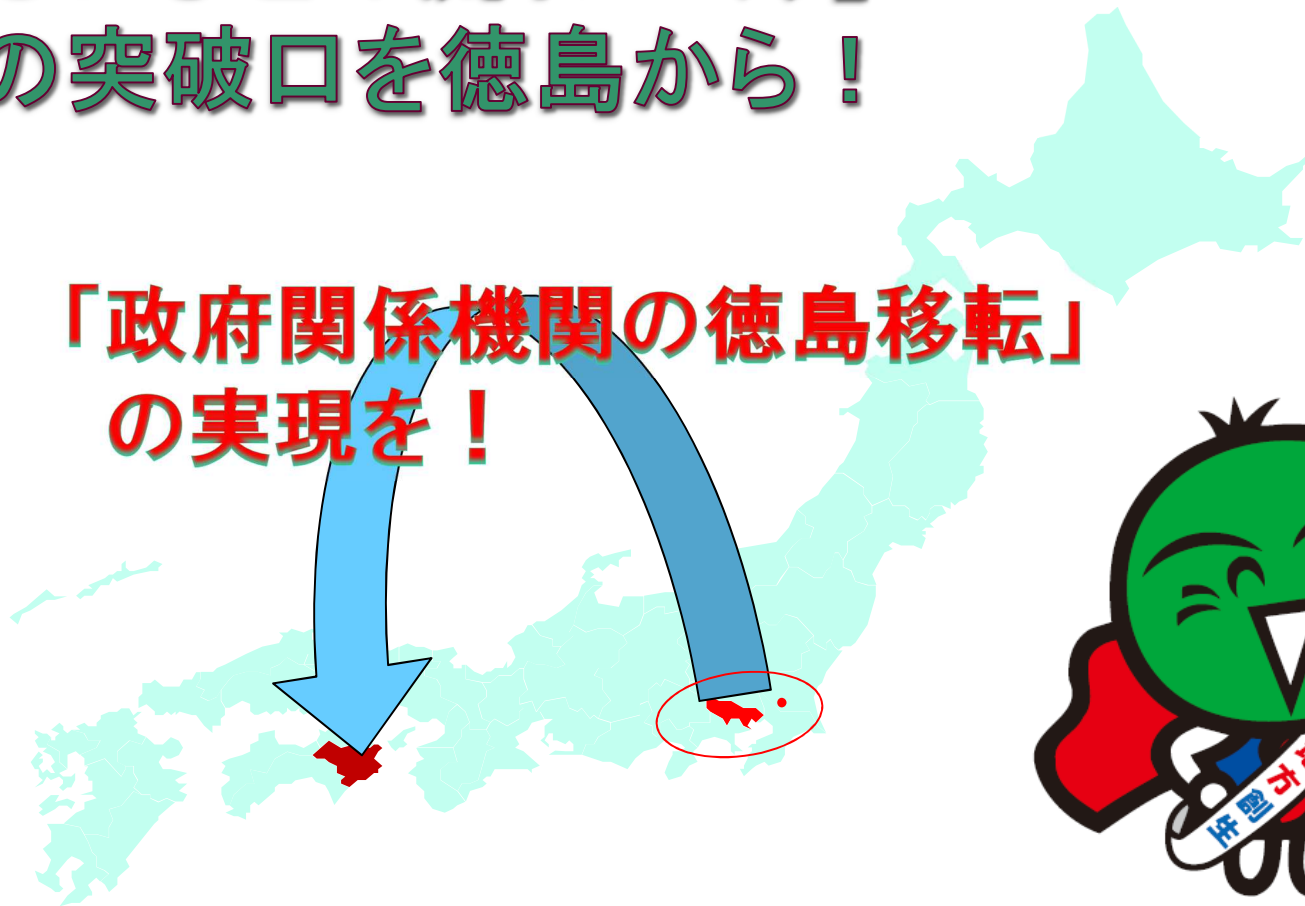 の突破口を徳島から!
「政府関係機関の徳島移転」
の実現を!
方創生